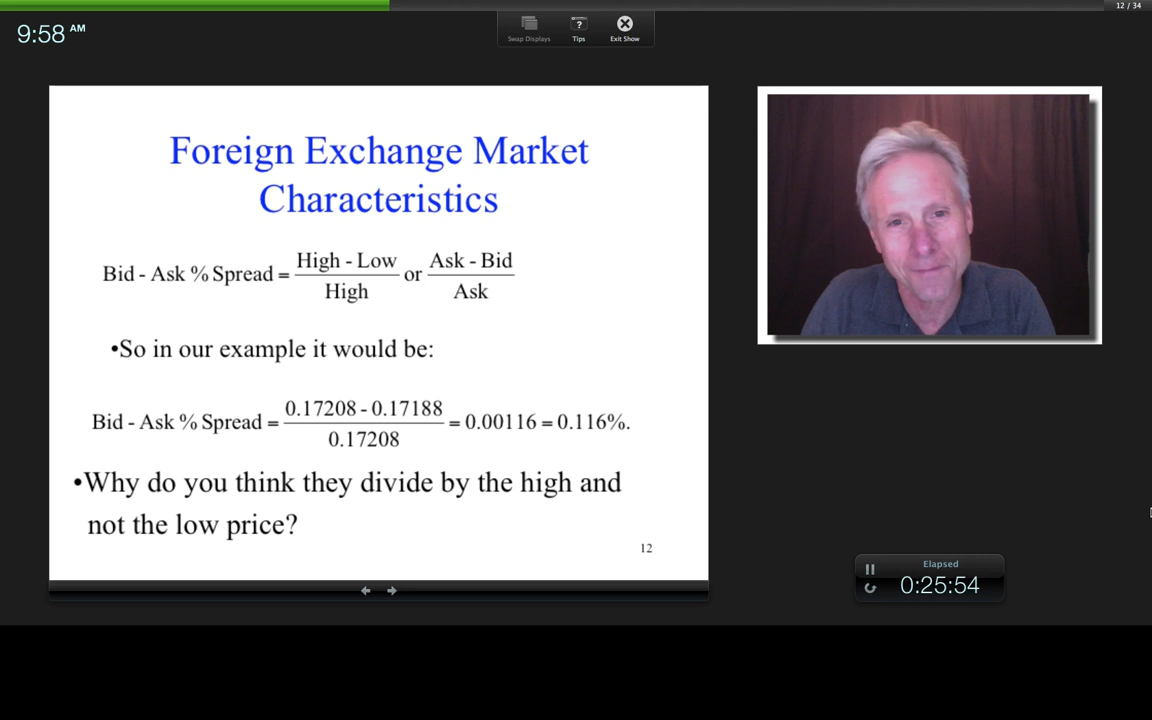 12 / 34
9:58 AM
Swap Displays
Tips
Exit Show
Foreign Exchange Market
Characteristics
Bid - Ask % Spread = High - Low / High or Ask - Bid / Ask
•So in our example it would be:
Bid - Ask % Spread = 0.17208 - 0.17188 / 0.17208 = 0.00116 = 0.116%.
•Why do you think they divide by the high and
not the low price?
12
Elapsed
0:25:54